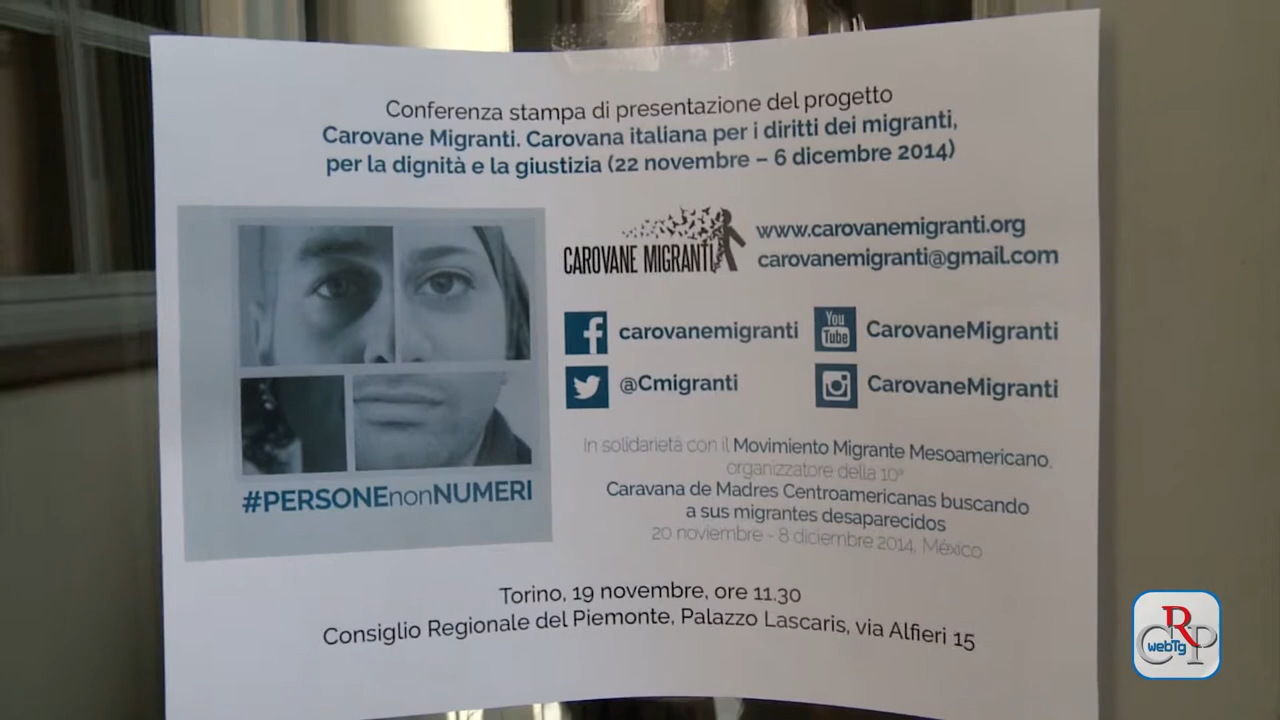 Conferenza stampa di presentazione del progetto
Carovane Migranti. Carovana italiana per i diritti dei migranti,
per la dignità e la giustizia (22 novembre – 6 dicembre 2014)
CAROVANE MIGRANTI
www.carovanemigranti.org
carovanemigranti@gmail.com
carovanemigranti
You Tube
CarovaneMigranti
@Cmigranti
CarovaneMigranti
#PERSONEnonNUMERI
In solidarietà con il Movimiento Migrante Mesoamericano,
organizzatore della 10ª
Caravana de Madres Centroamericanas buscando
a sus migrantes desaparecidos
20 noviembre - 8 diciembre 2014, México
Torino, 19 novembre, ore 11.30
Consiglio Regionale del Piemonte, Palazzo Lascaris, via Alfieri 15
CRP
webTg